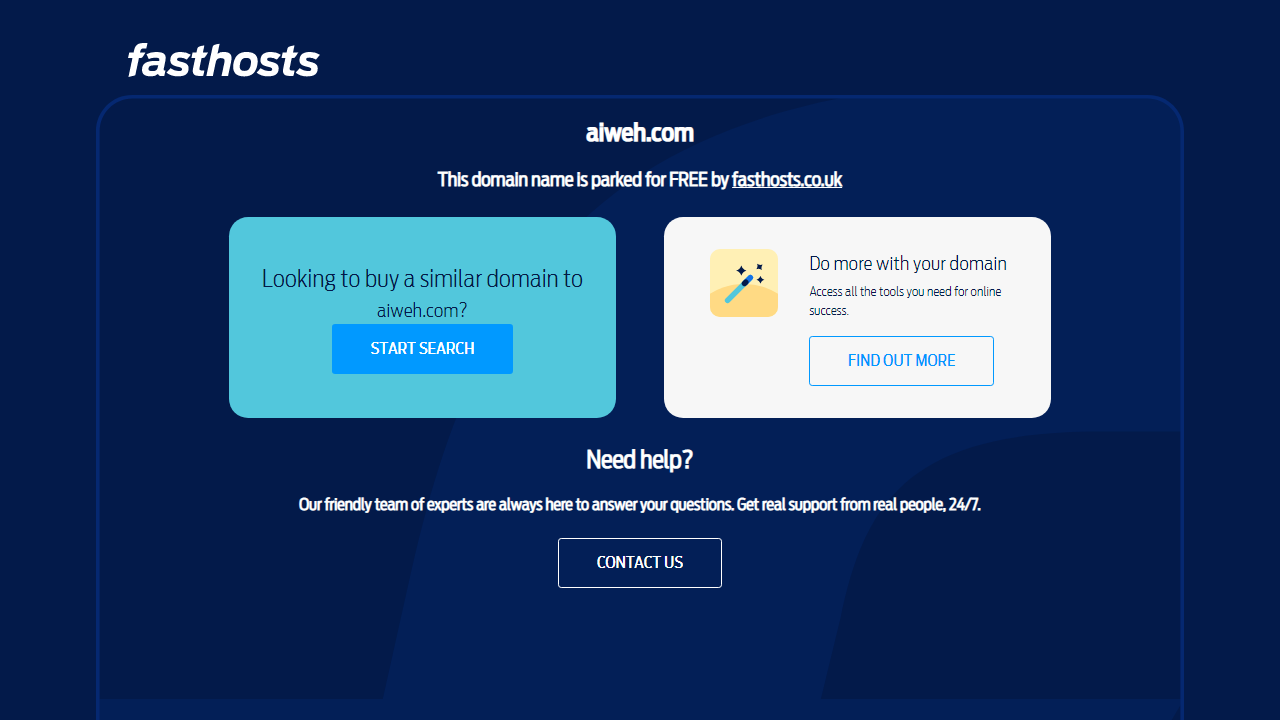 fasthosts
aiweh.com
This domain name is parked for FREE by fasthosts.co.uk
Looking to buy a similar domain to
aiweh.com?
START SEARCH
Do more with your domain
Access all the tools you need for online
success.
FIND OUT MORE
Need help?
Our friendly team of experts are always here to answer your questions. Get real support from real people, 24/7.
CONTACT US